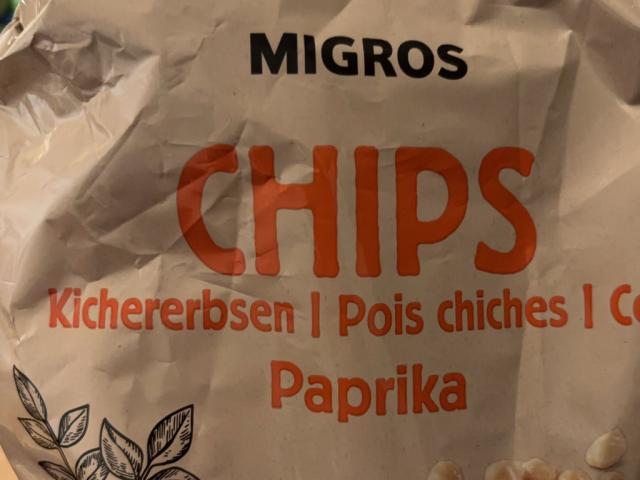 MIGROS
CHIPS
Kichererbsen | Pois chiches |
Paprika